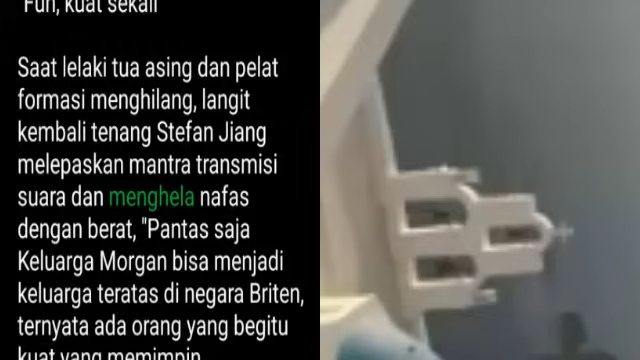 "Fuh, kuat sekali
Saat lelaki tua asing dan pelat
formasi menghilang, langit
kembali tenang Stefan Jiang
melepaskan mantra transmisi
suara dan menghela nafas
dengan berat, "Pantas saja
Keluarga Morgan bisa menjadi
keluarga teratas di negara Briten,
ternyata ada orang yang begitu
kuat yang memimpin